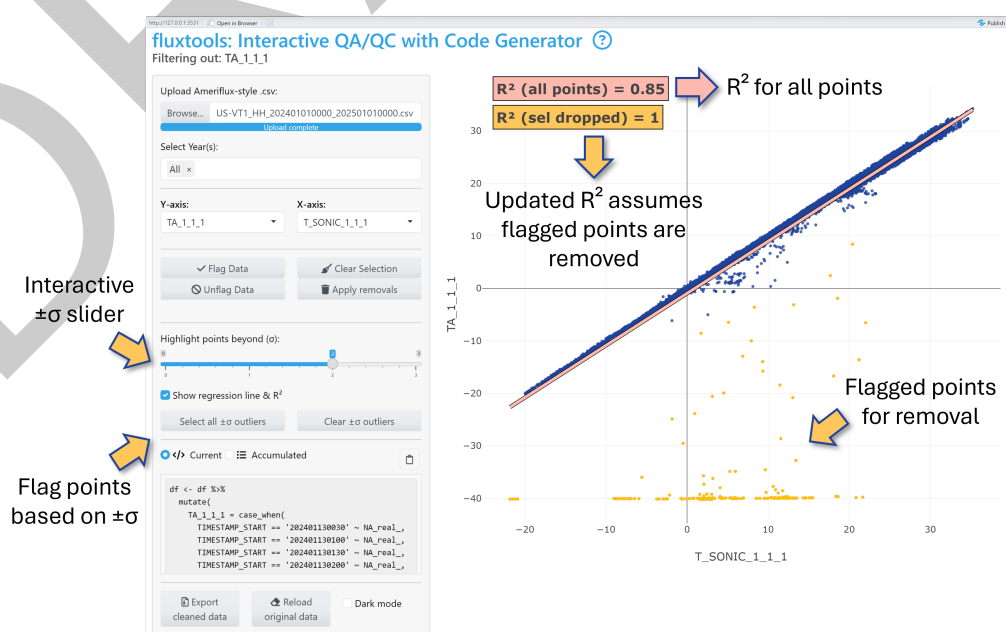 http://127.0.0.1:3531
Open in Browser
Publish
fluxtools: Interactive QA/QC with Code Generator ?
Filtering out: TA_1_1_1
Upload Ameriflux-style .csv:
Browse... US-VT1_HH_202401010000_202501010000.csv
Upload complete
Select Year(s):
All ×
Y-axis:
X-axis:
TA_1_1_1
T_SONIC_1_1_1
Flag Data
Clear Selection
Unflag Data
Apply removals
Interactive
±σ slider
Highlight points beyond (σ):
0 2 3
0 1 2 3
Show regression line & R²
Select all ±σ outliers
Clear ±σ outliers
</> Current
Accumulated
Flag points
based on ±σ
df <- df %>%
mutate(
TA_1_1_1 = case_when(
TIMESTAMP_START == '202401130030' ~ NA_real_,
TIMESTAMP_START == '202401130100' ~ NA_real_,
TIMESTAMP_START == '202401130130' ~ NA_real_,
TIMESTAMP_START == '202401130200' ~ NA_real_,
Export
cleaned data
Reload
original data
Dark mode
R² (all points) = 0.85
R² for all points
R² (sel dropped) = 1
Updated R² assumes
flagged points are
removed
Flagged points
for removal
30
20
10
0
−10
−20
−30
−40
TA_1_1_1
−20
−10
0
10
20
30
T_SONIC_1_1_1